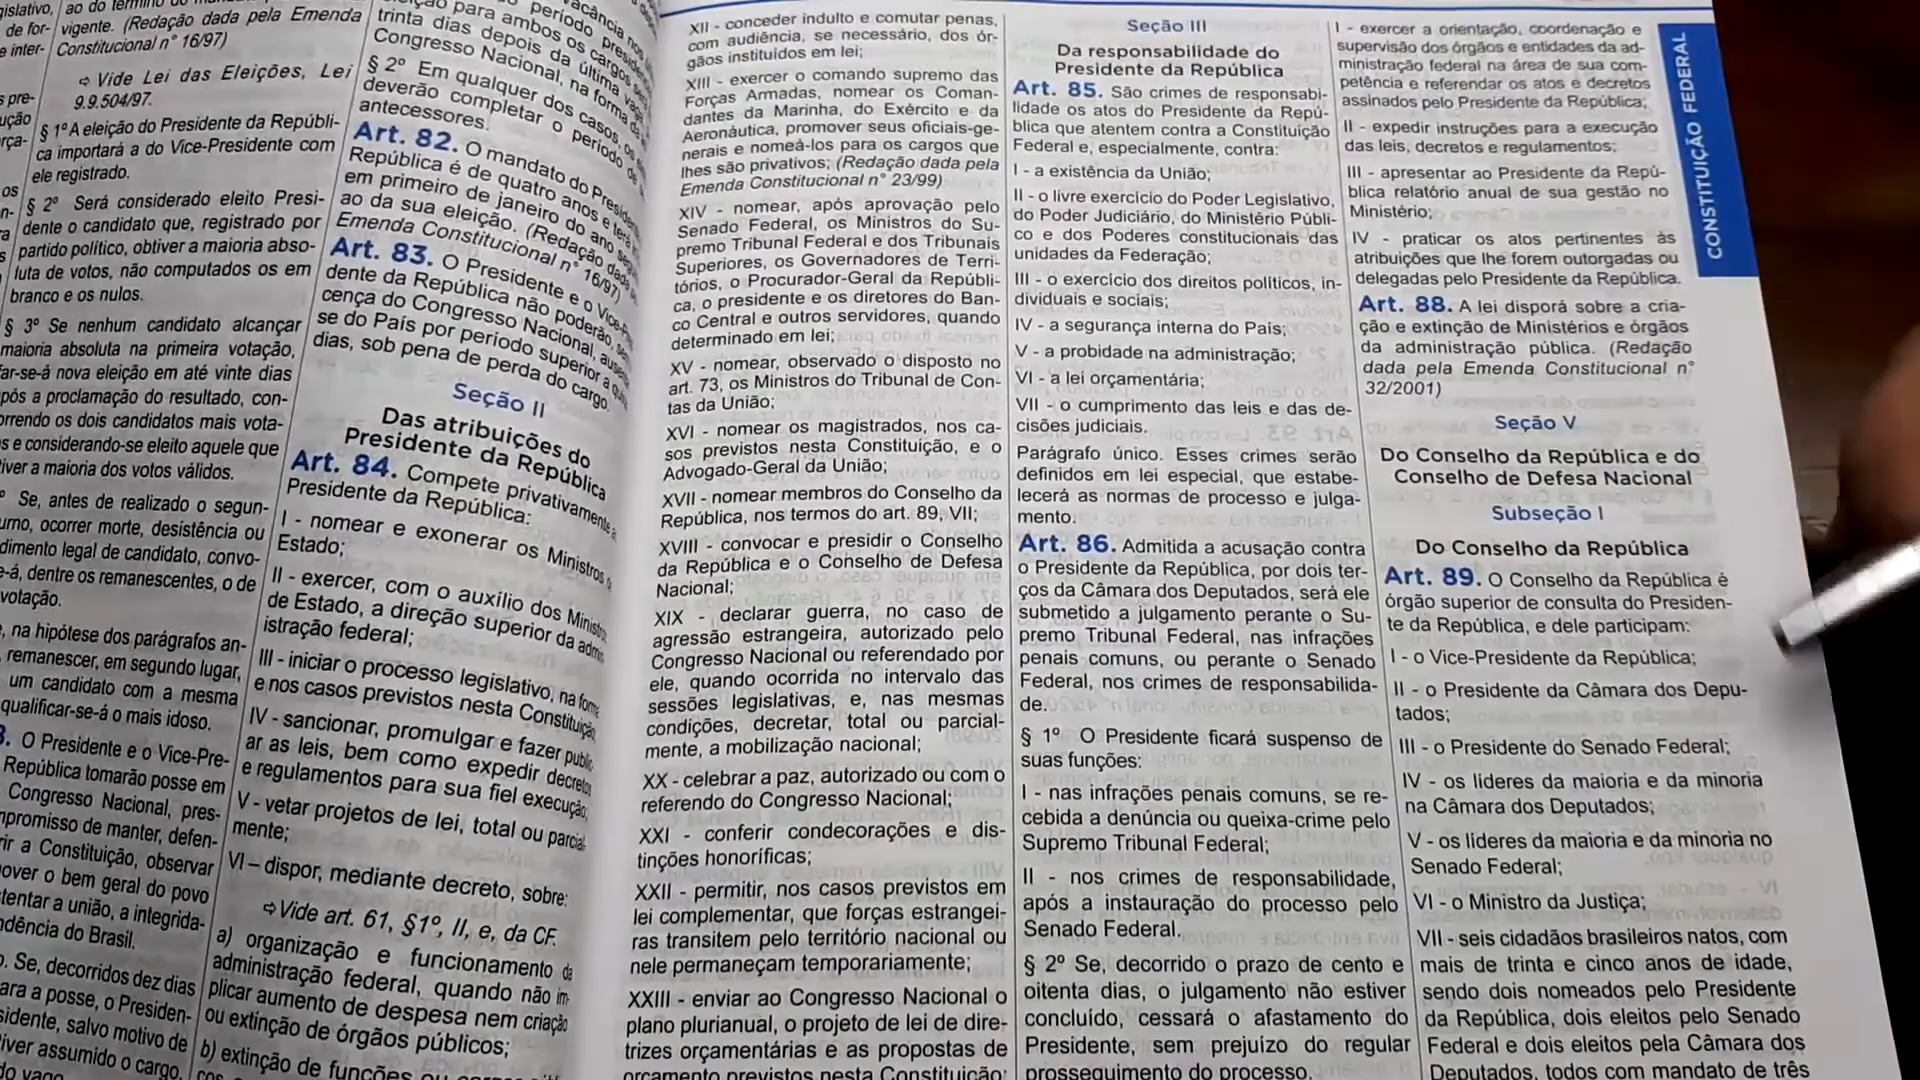 gislativo,
de for-
e inter-
s pre-
ução
rça-
os
ao do término do
vigente. (Redação dada pela Emenda
Constitucional n° 16/97)
⇨ Vide Lei das Eleições, Lei
9.9.504/97.
§ 1º A eleição do Presidente da Repúbli-
ca importará a do Vice-Presidente com
ele registrado.
§ 2º Será considerado eleito Presi-
dente o candidato que, registrado por
partido político, obtiver a maioria abso-
luta de votos, não computados os em
branco e os nulos.
§ 3º Se nenhum candidato alcançar
maioria absoluta na primeira votação,
far-se-á nova eleição em até vinte dias
pós a proclamação do resultado, con-
orrendo os dois candidatos mais vota-
s e considerando-se eleito aquele que
tiver a maioria dos votos válidos.
º Se, antes de realizado o segun-
urno, ocorrer morte, desistência ou
dimento legal de candidato, convo-
e-á, dentre os remanescentes, o de
votação.
, na hipótese dos parágrafos an-
remanescer, em segundo lugar,
um candidato com a mesma
qualificar-se-á o mais idoso.
. O Presidente e o Vice-Pre-
República tomarão posse em
Congresso Nacional, pres-
mpromisso de manter, defen-
rir a Constituição, observar
over o bem geral do povo
tentar a união, a integrida-
ndência do Brasil.
. Se, decorridos dez dias
ara a posse, o Presiden-
sidente, salvo motivo de
iver assumido o cargo,
do vago.
vacância nos
período presiden
eição para ambos os cargos será
trinta dias depois da última vaga
Congresso Nacional, na forma da
§ 2º Em qualquer dos casos, os
deverão completar o período de
antecessores.
Art. 82. O mandato do Presidente
República é de quatro anos e terá
em primeiro de janeiro do ano seg
ao da sua eleição. (Redação dada
Emenda Constitucional n° 16/97)
Art. 83. O Presidente e o Vice-P
dente da República não poderão, sem
cença do Congresso Nacional, ausen
se do País por período superior a quin
dias, sob pena de perda do cargo.
Seção II
Das atribuições do
Presidente da República
Art. 84. Compete privativamente a
Presidente da República:
I - nomear e exonerar os Ministros
Estado;
II - exercer, com o auxílio dos Ministros
de Estado, a direção superior da admin
istração federal;
III - iniciar o processo legislativo, na forma
e nos casos previstos nesta Constituição
IV - sancionar, promulgar e fazer public
ar as leis, bem como expedir decretos
e regulamentos para sua fiel execução;
V - vetar projetos de lei, total ou parcial-
mente;
VI – dispor, mediante decreto, sobre:
⇨Vide art. 61, §1º, II, e, da CF.
a) organização e funcionamento da
administração federal, quando não im-
plicar aumento de despesa nem criação
ou extinção de órgãos públicos;
b) extinção de funções ou
XII - conceder indulto e comutar penas,
com audiência, se necessário, dos ór-
gãos instituídos em lei;
XIII - exercer o comando supremo das
Forças Armadas, nomear os Coman-
dantes da Marinha, do Exército e da
Aeronáutica, promover seus oficiais-ge-
nerais e nomeá-los para os cargos que
lhes são privativos; (Redação dada pela
Emenda Constitucional n° 23/99)
XIV - nomear, após aprovação pelo
Senado Federal, os Ministros do Su-
premo Tribunal Federal e dos Tribunais
Superiores, os Governadores de Terri-
tórios, o Procurador-Geral da Repúbli-
ca, o presidente e os diretores do Ban-
co Central e outros servidores, quando
determinado em lei;
XV - nomear, observado o disposto no
art. 73, os Ministros do Tribunal de Con-
tas da União;
XVI - nomear os magistrados, nos ca-
sos previstos nesta Constituição, e o
Advogado-Geral da União;
XVII - nomear membros do Conselho da
República, nos termos do art. 89, VII;
XVIII - convocar e presidir o Conselho
da República e o Conselho de Defesa
Nacional;
XIX - declarar guerra, no caso de
agressão estrangeira, autorizado pelo
Congresso Nacional ou referendado por
ele, quando ocorrida no intervalo das
sessões legislativas, e, nas mesmas
condições, decretar, total ou parcial-
mente, a mobilização nacional;
XX - celebrar a paz, autorizado ou com o
referendo do Congresso Nacional;
XXI - conferir condecorações e dis-
tinções honoríficas;
XXII - permitir, nos casos previstos em
lei complementar, que forças estrangei-
ras transitem pelo território nacional ou
nele permaneçam temporariamente;
XXIII - enviar ao Congresso Nacional o
plano plurianual, o projeto de lei de dire-
trizes orçamentárias e as propostas de
orçamento previstos nesta Constituição;
Seção III
Da responsabilidade do
Presidente da República
Art. 85. São crimes de responsabi-
lidade os atos do Presidente da Repú-
blica que atentem contra a Constituição
Federal e, especialmente, contra:
I - a existência da União;
II - o livre exercício do Poder Legislativo,
do Poder Judiciário, do Ministério Públi-
co e dos Poderes constitucionais das
unidades da Federação;
III - o exercício dos direitos políticos, in-
dividuais e sociais;
IV - a segurança interna do País;
V - a probidade na administração;
VI - a lei orçamentária;
VII - o cumprimento das leis e das de-
cisões judiciais.
Parágrafo único. Esses crimes serão
definidos em lei especial, que estabe-
lecerá as normas de processo e julga-
mento.
Art. 86. Admitida a acusação contra
o Presidente da República, por dois ter-
ços da Câmara dos Deputados, será ele
submetido a julgamento perante o Su-
premo Tribunal Federal, nas infrações
penais comuns, ou perante o Senado
Federal, nos crimes de responsabilida-
de.
§ 1º O Presidente ficará suspenso de
suas funções:
I - nas infrações penais comuns, se re-
cebida a denúncia ou queixa-crime pelo
Supremo Tribunal Federal;
II - nos crimes de responsabilidade,
após a instauração do processo pelo
Senado Federal.
§ 2º Se, decorrido o prazo de cento e
oitenta dias, o julgamento não estiver
concluído, cessará o afastamento do
Presidente, sem prejuízo do regular
prosseguimento do processo.
I - exercer a orientação, coordenação e
supervisão dos órgãos e entidades da ad-
ministração federal na área de sua com-
petência e referendar os atos e decretos
assinados pelo Presidente da República;
II - expedir instruções para a execução
das leis, decretos e regulamentos;
III - apresentar ao Presidente da Repú-
blica relatório anual de sua gestão no
Ministério;
IV - praticar os atos pertinentes às
atribuições que lhe forem outorgadas ou
delegadas pelo Presidente da República.
Art. 88. A lei disporá sobre a cria-
ção e extinção de Ministérios e órgãos
da administração pública. (Redação
dada pela Emenda Constitucional n°
32/2001)
Seção V
Do Conselho da República e do
Conselho de Defesa Nacional
Subseção I
Do Conselho da República
Art. 89. O Conselho da República é
órgão superior de consulta do Presiden-
te da República, e dele participam:
I - o Vice-Presidente da República;
II - o Presidente da Câmara dos Depu-
tados;
III - o Presidente do Senado Federal;
IV - os líderes da maioria e da minoria
na Câmara dos Deputados;
V - os líderes da maioria e da minoria no
Senado Federal;
VI - o Ministro da Justiça;
VII - seis cidadãos brasileiros natos, com
mais de trinta e cinco anos de idade,
sendo dois nomeados pelo Presidente
da República, dois eleitos pelo Senado
Federal e dois eleitos pela Câmara dos
Deputados, todos com mandato de três
CONSTITUIÇÃO FEDERAL